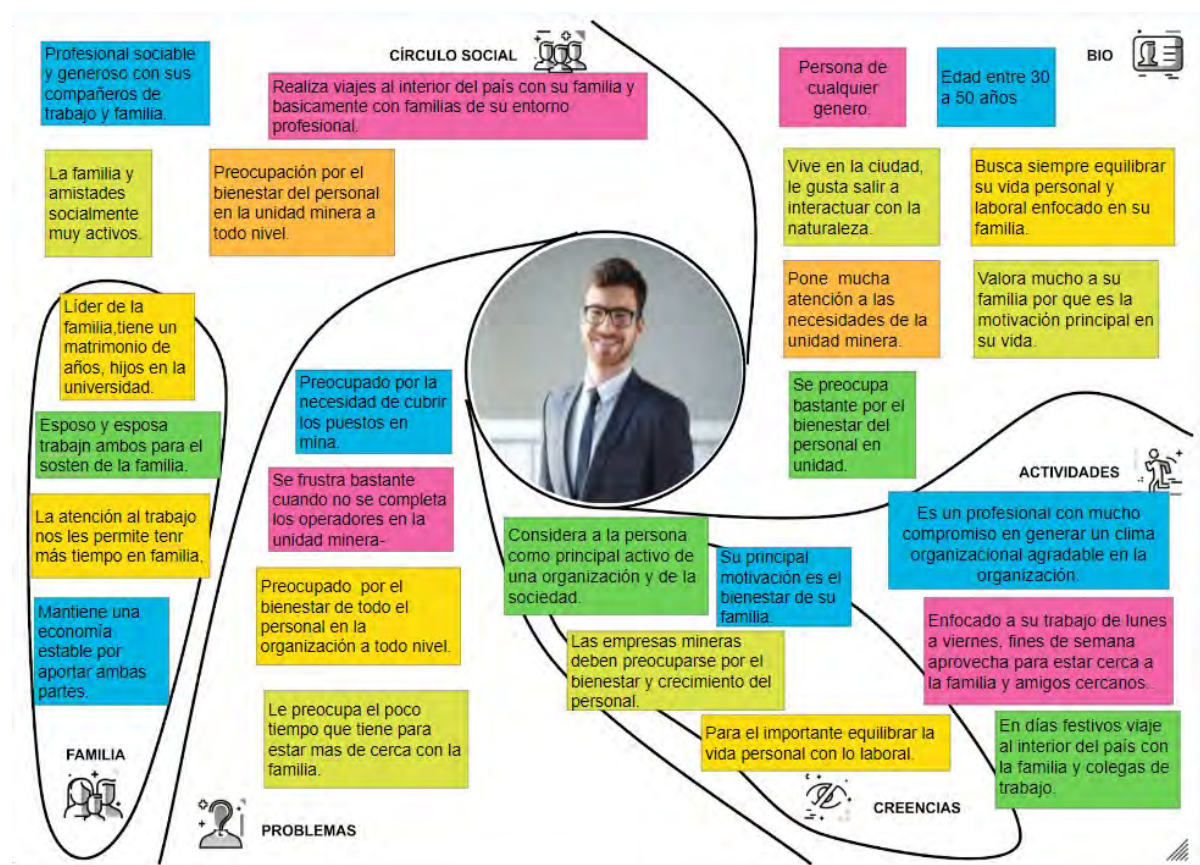 CÍRCULO SOCIAL
Profesional sociable
y generoso con sus
compañeros de
trabajo y familia.
Realiza viajes al interior del país con su familia y
basicamente con familias de su entorno
profesional.
La familia y
amistades
socialmente
muy activos.
Preocupación por el
bienestar del personal
en la unidad minera a
todo nivel.
BIO
Persona de
cualquier
genero.
Edad entre 30
a 50 años
Vive en la ciudad,
le gusta salir a
interactuar con la
naturaleza.
Busca siempre equilibrar
su vida personal y
laboral enfocado en su
familia.
Pone mucha
atención a las
necesidades de la
unidad minera.
Valora mucho a su
familia por que es la
motivación principal en
su vida.
Se preocupa
bastante por el
bienestar del
personal en
unidad.
Líder de la
familia,tiene un
matrimonio de
años, hijos en la
universidad.
Esposo y esposa
trabajn ambos para el
sosten de la familia.
La atención al trabajo
nos les permite tenr
más tiempo en familia,
Mantiene una
economía
estable por
aportar ambas
partes.
FAMILIA
Preocupado por la
necesidad de cubrir
los puestos en
mina.
Se frustra bastante
cuando no se completa
los operadores en la
unidad minera-
Preocupado por el
bienestar de todo el
personal en la
organización a todo nivel.
Le preocupa el poco
tiempo que tiene para
estar mas de cerca con la
familia.
PROBLEMAS
Considera a la persona
como principal activo de
una organización y de la
sociedad.
Su principal
motivación es el
bienestar de su
familia.
Las empresas mineras
deben preocuparse por el
bienestar y crecimiento del
personal.
Para el importante equilibrar la
vida personal con lo laboral.
CREENCIAS
ACTIVIDADES
Es un profesional con mucho
compromiso en generar un clima
organizacional agradable en la
organización.
Enfocado a su trabajo de lunes
a viernes, fines de semana
aprovecha para estar cerca a
la familia y amigos cercanos.
En días festivos viaje
al interior del país con
la familia y colegas de
trabajo.